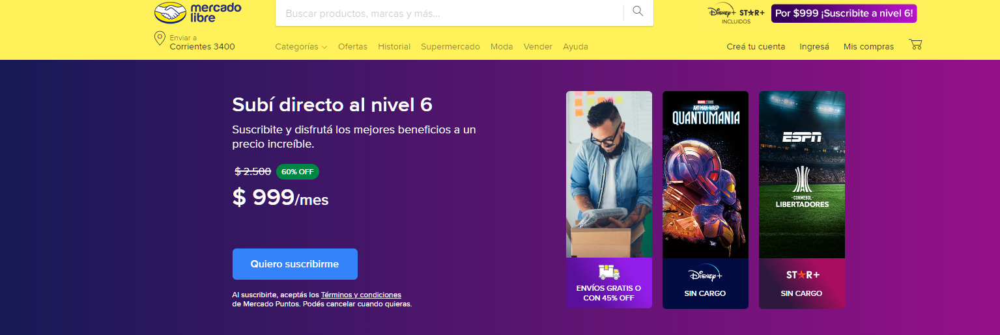 mercado
libre
Buscar productos, marcas y más...
Disney+ STAR+
INCLUIDOS
Por $999 ¡Suscribite a nivel 6!
Enviar a
Corrientes 3400
Categorías
Ofertas
Historial
Supermercado
Moda
Vender
Ayuda
Creá tu cuenta
Ingresá
Mis compras
Subí directo al nivel 6
Suscribite y disfrutá los mejores beneficios a un
precio increíble.
$ 2.500 60% OFF
$ 999/mes
Quiero suscribirme
Al suscribirte, aceptás los Términos y condiciones
de Mercado Puntos. Podés cancelar cuando quieras.
ENVÍOS GRATIS O
CON 45% OFF
MARVEL STUDIOS
ANT-MAN AND THE WASP
QUANTUMANIA
Disney+
SIN CARGO
ESPN
CONMEBOL
LIBERTADORES
STAR+
SIN CARGO